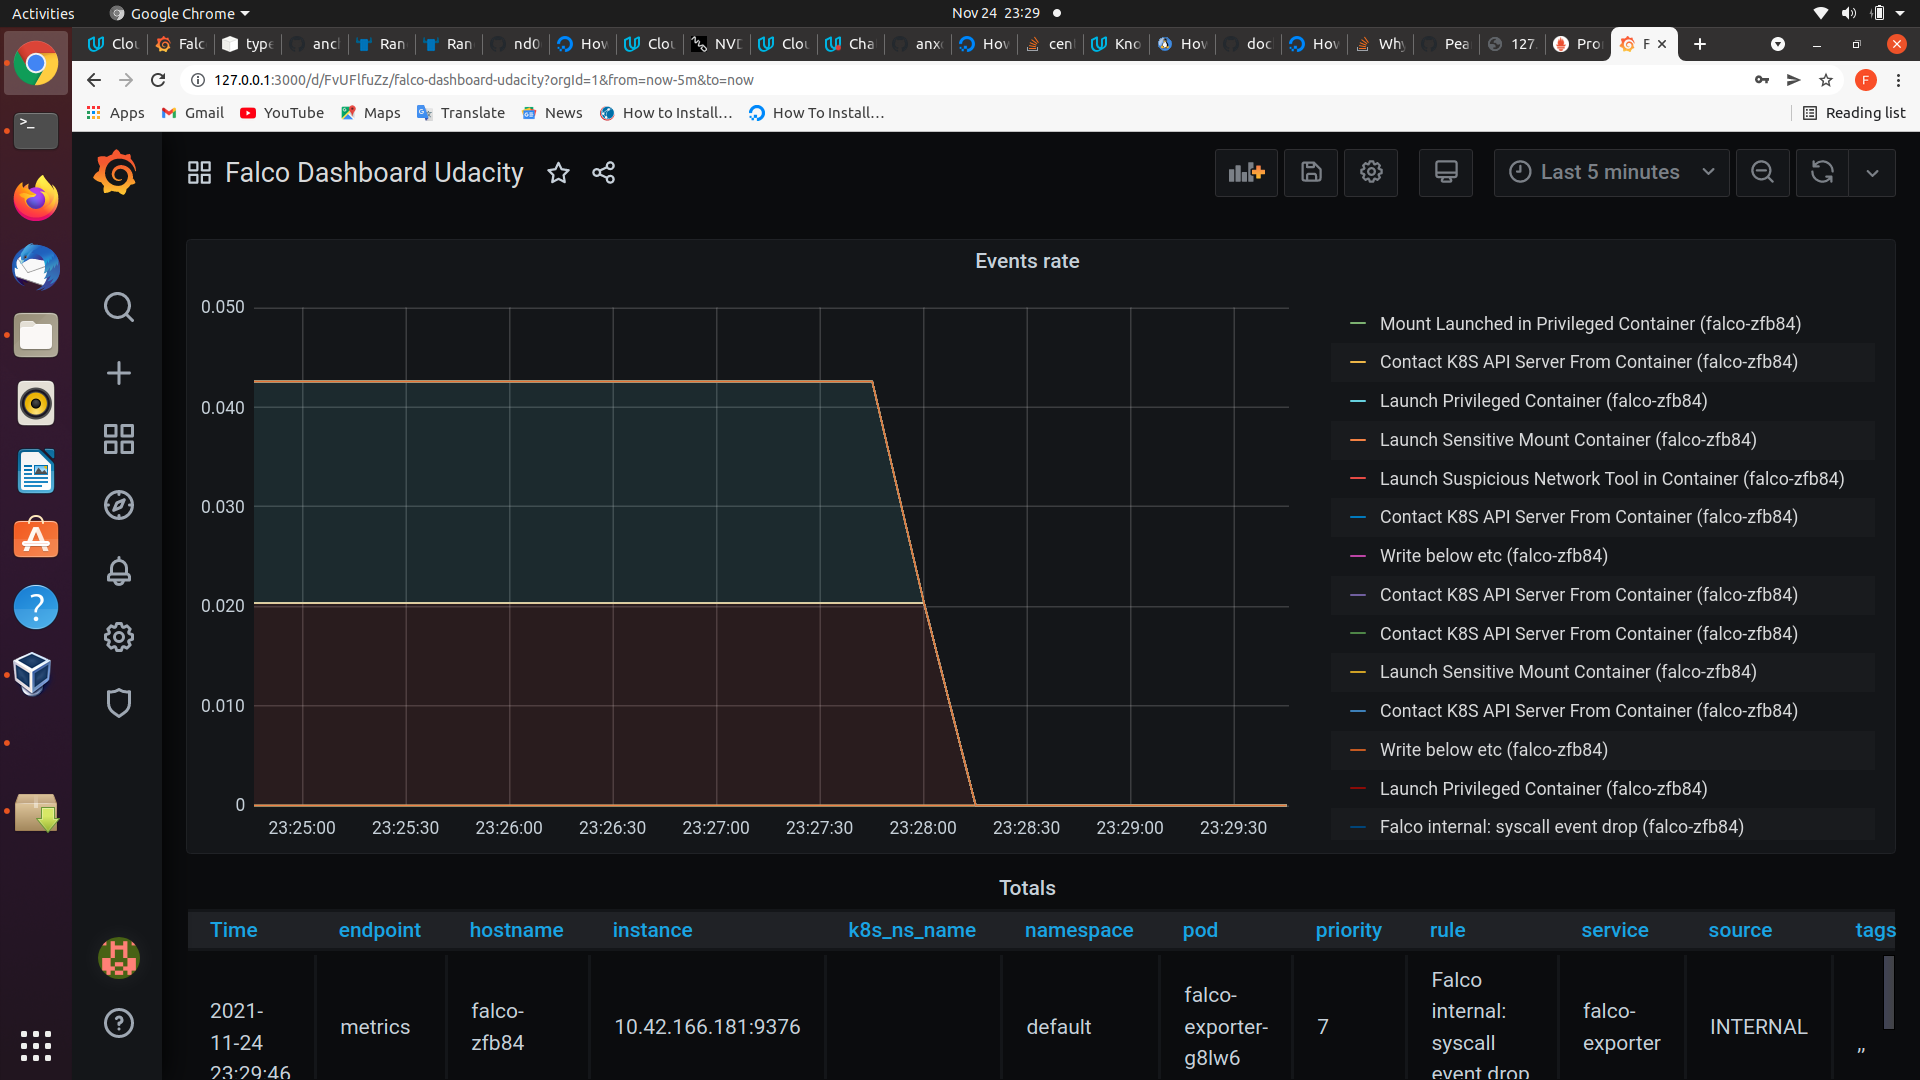 Activities Google Chrome Nov 24 23:29
Clou Falc type anch Ran Ran nd0 How Clou NVD Clou Cha anxo How cent Kno How doc How Why Pea 127. Pro F
127.0.0.1:3000/d/FvUFlfuZz/falco-dashboard-udacity?orgId=1&from=now-5m&to=now F
Apps Gmail YouTube Maps Translate News How to Install... How To Install... Reading list
Falco Dashboard Udacity Last 5 minutes
Events rate
0.050
0.040
0.030
0.020
0.010
0
23:25:00 23:25:30 23:26:00 23:26:30 23:27:00 23:27:30 23:28:00 23:28:30 23:29:00 23:29:30
Mount Launched in Privileged Container (falco-zfb84)
Contact K8S API Server From Container (falco-zfb84)
Launch Privileged Container (falco-zfb84)
Launch Sensitive Mount Container (falco-zfb84)
Launch Suspicious Network Tool in Container (falco-zfb84)
Contact K8S API Server From Container (falco-zfb84)
Write below etc (falco-zfb84)
Contact K8S API Server From Container (falco-zfb84)
Contact K8S API Server From Container (falco-zfb84)
Launch Sensitive Mount Container (falco-zfb84)
Contact K8S API Server From Container (falco-zfb84)
Write below etc (falco-zfb84)
Launch Privileged Container (falco-zfb84)
Falco internal: syscall event drop (falco-zfb84)
Totals
Time endpoint hostname instance k8s_ns_name namespace pod priority rule service source tags
2021-
11-24
23:29:46
metrics
falco-
zfb84
10.42.166.181:9376
default
falco-
exporter-
g8lw6
7
Falco
internal:
syscall
event drop
falco-
exporter
INTERNAL
,,